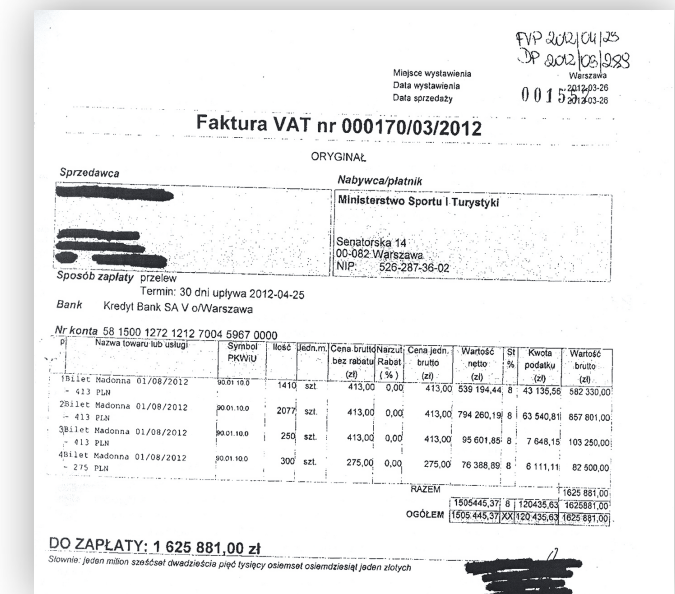 FVP 2012/04/25
DP 2012/03/289
Miejsce wystawienia Warszawa
Data wystawienia 2012-03-26
Data sprzedaży 2012-03-26
Faktura VAT nr 000170/03/2012
ORYGINAŁ
Sprzedawca
Nabywca/płatnik
Ministerstwo Sportu i Turystyki
Senatorska 14
00-082 Warszawa
NIP: 526-287-36-02
Sposób zapłaty przelew
Termin: 30 dni upływa 2012-04-25
Bank Kredyt Bank SA V o/Warszawa
Nr konta 58 1500 1272 1212 7004 5967 0000
p Nazwa towaru lub usługi Symbol PKWiU Ilość Jedn.m. Cena brutto bez rabatu (zł) Narzut Rabat (%) Cena jedn. brutto (zł) Wartość netto (zł) St % Kwota podatku (zł) Wartość brutto (zł)
1 Bilet Madonna 01/08/2012 90.01.10.0 1410 szt. 413,00 0,00 413,00 539 194,44 8 43 135,56 582 330,00
- 413 PLN
2 Bilet Madonna 01/08/2012 90.01.10.0 2077 szt. 413,00 0,00 413,00 794 260,19 8 63 540,81 857 801,00
- 413 PLN
3 Bilet Madonna 01/08/2012 90.01.10.0 250 szt. 413,00 0,00 413,00 95 601,85 8 7 648,15 103 250,00
- 413 PLN
4 Bilet Madonna 01/08/2012 90.01.10.0 300 szt. 275,00 0,00 275,00 76 388,89 8 6 111,11 82 500,00
- 275 PLN
RAZEM 1625 881,00
1505445,37 8 120435,63 1625881,00
OGÓŁEM 1505 445,37 XX 120 435,63 1625 881,00
DO ZAPŁATY: 1 625 881,00 zł
Słownie: jeden milion sześćset dwadzieścia pięć tysięcy osiemset osiemdziesiąt jeden złotych